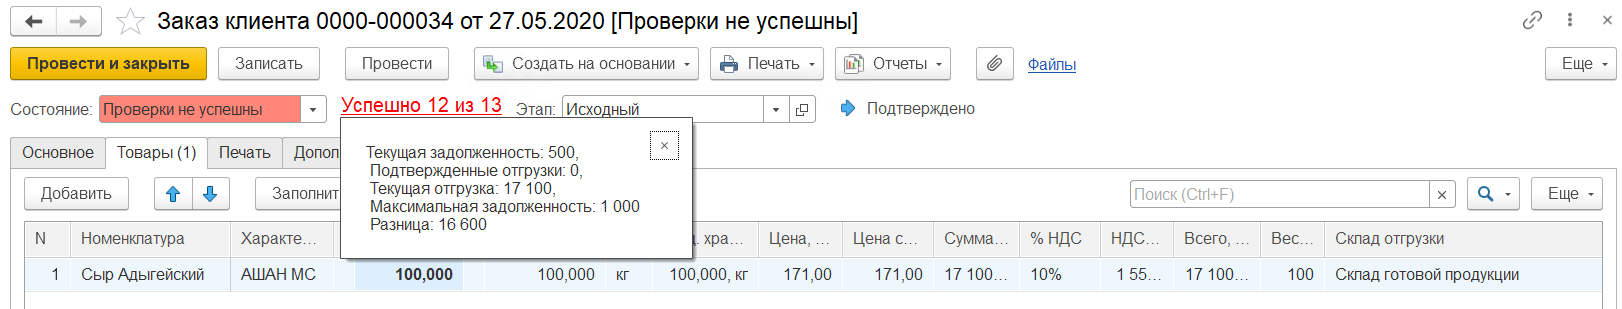 Заказ клиента 0000-000034 от 27.05.2020 [Проверки не успешны]
Провести и закрыть Записать Провести Создать на основании Печать Отчеты Файлы Еще
Состояние: Проверки не успешны Успешно 12 из 13 Этап: Исходный Подтверждено
Основное Товары (1) Печать Допол
Текущая задолженность: 500,
Подтвержденные отгрузки: 0,
Текущая отгрузка: 17 100,
Максимальная задолженность: 1 000
Разница: 16 600
Добавить Заполнит Поиск (Ctrl+F) Еще
N Номенклатура Характе... д. хра... Цена, ... Цена с... Сумма... % НДС НДС... Всего, ... Вес... Склад отгрузки
1 Сыр Адыгейский АШАН МС 100,000 100,000 кг 100,000, кг 171,00 171,00 17 100... 10% 1 55... 17 100... 100 Склад готовой продукции